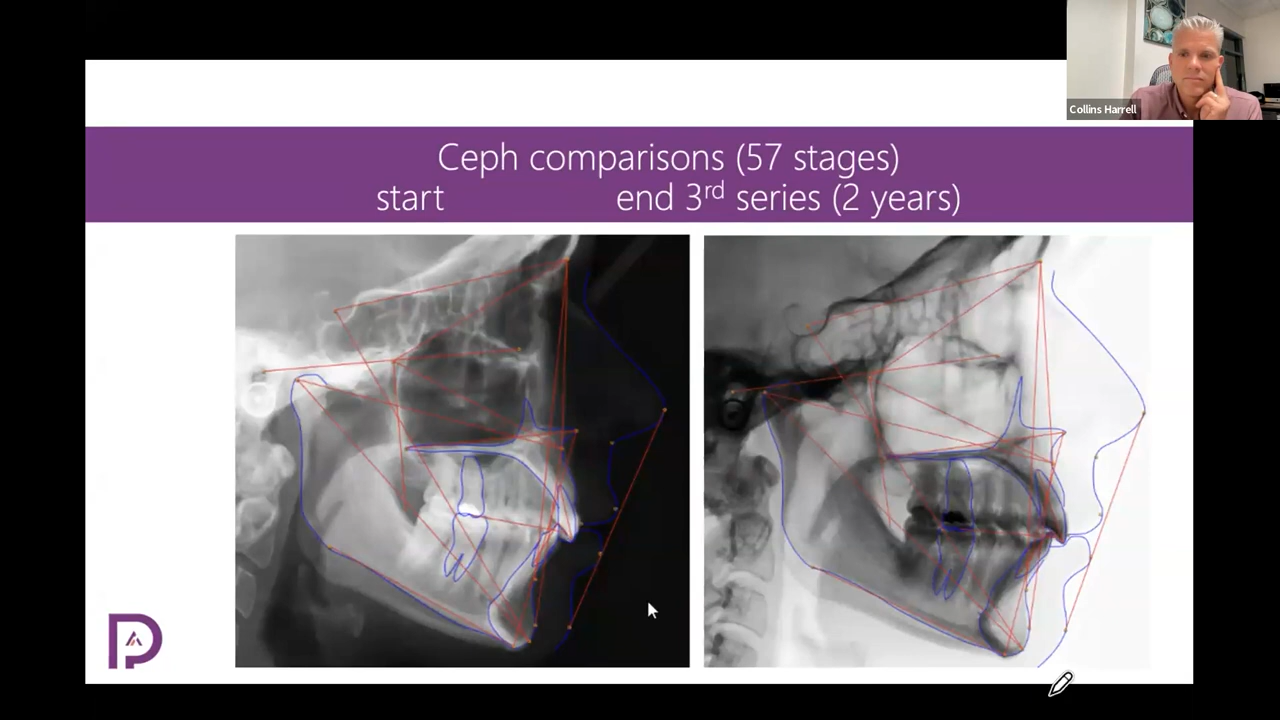 Collins Harrell
Ceph comparisons (57 stages)
start end 3rd series (2 years)